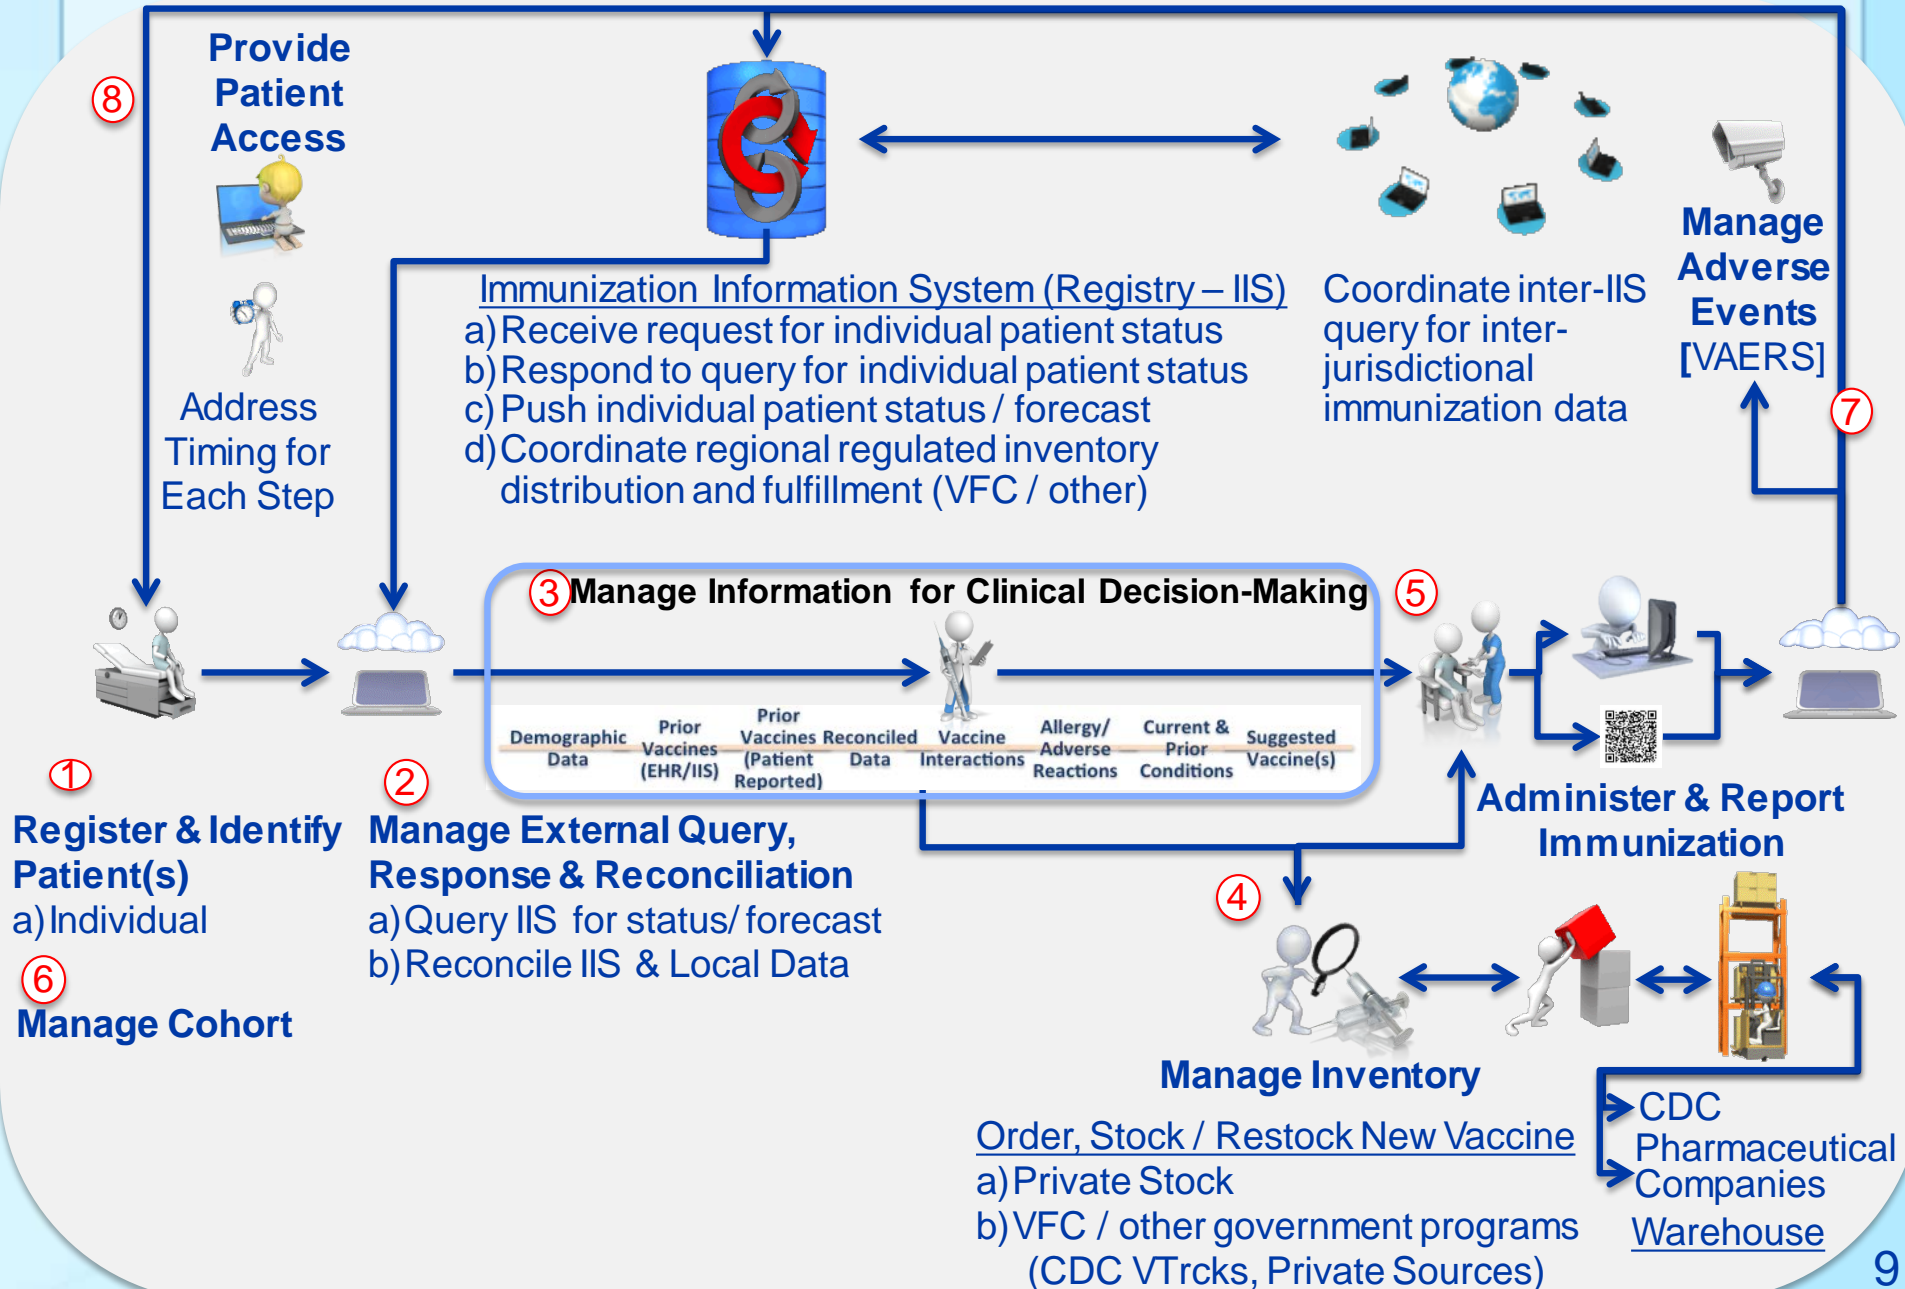 8
Provide
Patient
Access
Address
Timing for
Each Step
Immunization Information System (Registry – IIS)
a) Receive request for individual patient status
b) Respond to query for individual patient status
c) Push individual patient status / forecast
d) Coordinate regional regulated inventory
distribution and fulfillment (VFC / other)
Coordinate inter-IIS
query for inter-
jurisdictional
immunization data
Manage
Adverse
Events
[VAERS]
7
3 Manage Information for Clinical Decision-Making
Demographic
Data
Prior
Vaccines
(EHR/IIS)
Prior
Vaccines
(Patient
Reported)
Reconciled
Data
Vaccine
Interactions
Allergy/
Adverse
Reactions
Current &
Prior
Conditions
Suggested
Vaccine(s)
5
1
Register & Identify
Patient(s)
a) Individual
6
Manage Cohort
2
Manage External Query,
Response & Reconciliation
a) Query IIS for status/ forecast
b) Reconcile IIS & Local Data
Administer & Report
Immunization
4
Manage Inventory
Order, Stock / Restock New Vaccine
a) Private Stock
b) VFC / other government programs
(CDC VTrcks, Private Sources)
CDC
Pharmaceutical
Companies
Warehouse
9